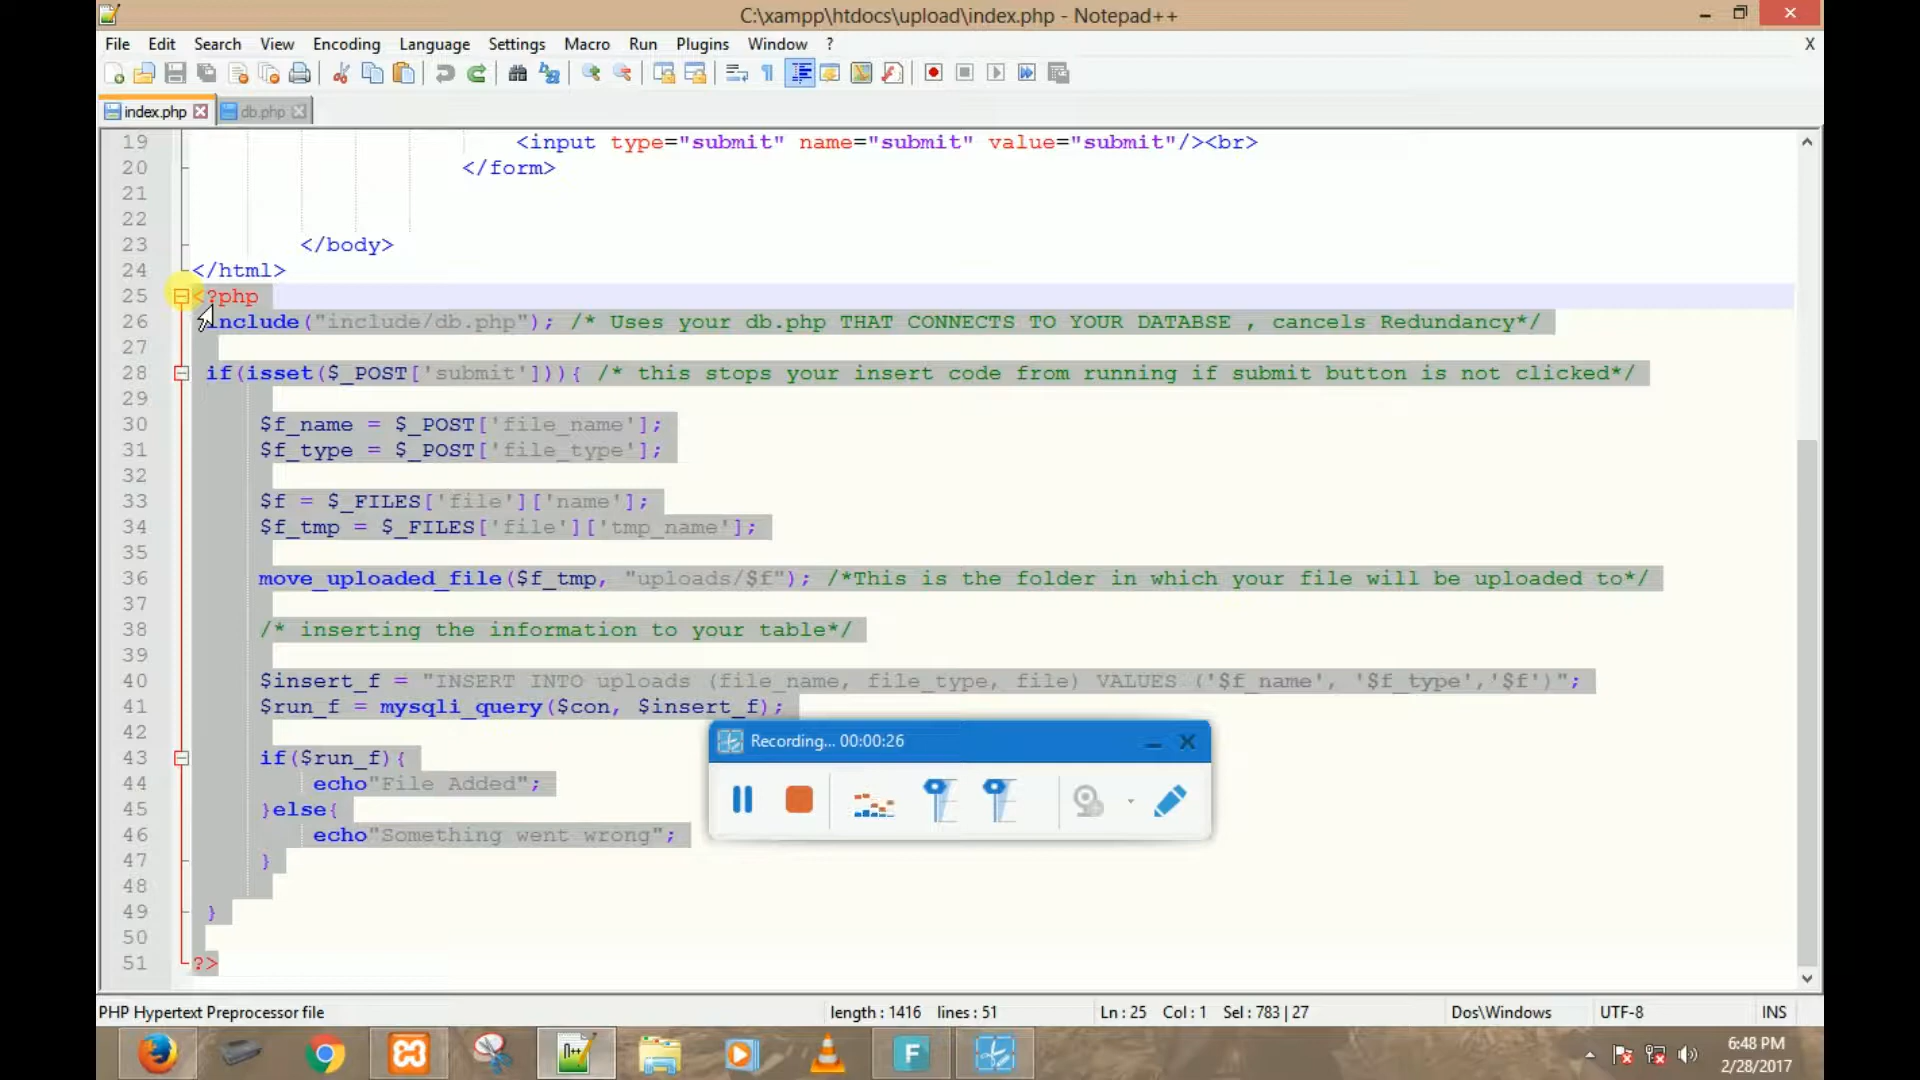 C:\xampp\htdocs\upload\index.php - Notepad++
File Edit Search View Encoding Language Settings Macro Run Plugins Window ? X
index.php db.php
19 <input type="submit" name="submit" value="submit"/><br>
20 </form>
21
22
23 </body>
24 </html>
25 <?php
26 include("include/db.php"); /* Uses your db.php THAT CONNECTS TO YOUR DATABSE , cancels Redundancy*/
27
28 if(isset($_POST['submit'])){ /* this stops your insert code from running if submit button is not clicked*/
29
30 $f_name = $_POST['file_name'];
31 $f_type = $_POST['file_type'];
32
33 $f = $_FILES['file']['name'];
34 $f_tmp = $_FILES['file']['tmp_name'];
35
36 move_uploaded_file($f_tmp, "uploads/$f"); /*This is the folder in which your file will be uploaded to*/
37
38 /* inserting the information to your table*/
39
40 $insert_f = "INSERT INTO uploads (file_name, file_type, file) VALUES ('$f_name', '$f_type','$f')";
41 $run_f = mysqli_query($con, $insert_f);
42
43 if($run_f){
44 echo"File Added";
45 }else{
46 echo"Something went wrong";
47 }
48
49 }
50
51 ?>
Recording... 00:00:26
PHP Hypertext Preprocessor file length : 1416 lines : 51 Ln : 25 Col : 1 Sel : 783 | 27 Dos\Windows UTF-8 INS
6:48 PM
2/28/2017